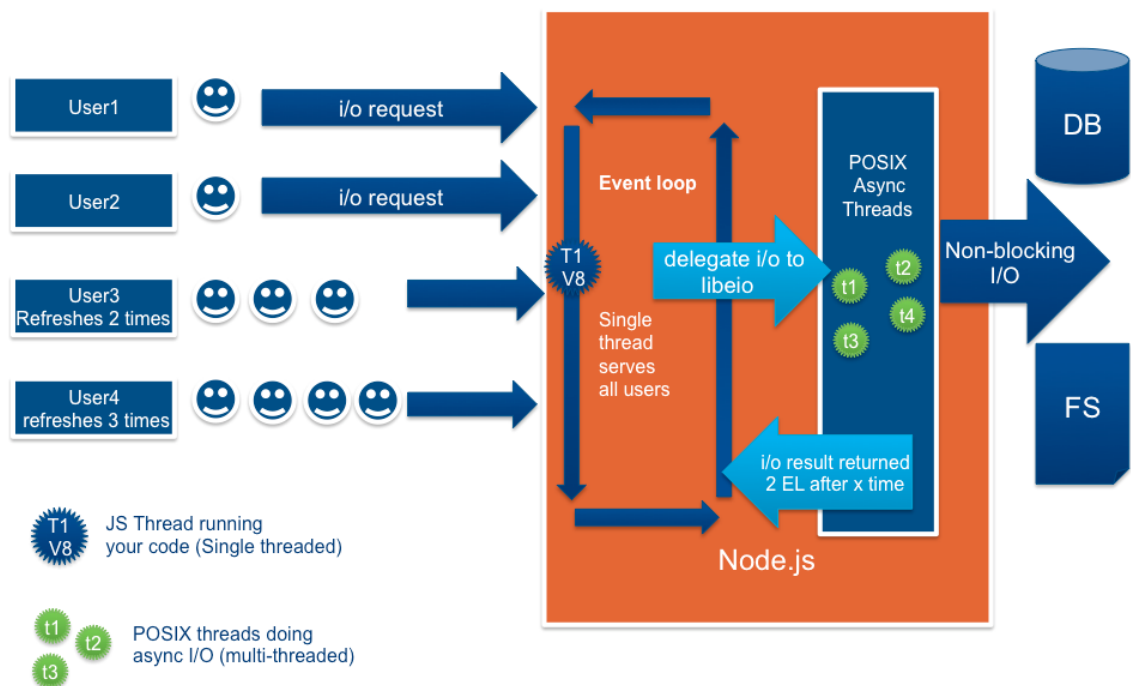 User1
i/o request
User2
i/o request
User3
Refreshes 2 times
User4
refreshes 3 times
Event loop
T1
V8
Single
thread
serves
all users
delegate i/o to
libeio
i/o result returned
2 EL after x time
POSIX
Async
Threads
t1
t2
t4
t3
Node.js
Non-blocking
I/O
DB
FS
T1
V8
JS Thread running
your code (Single threaded)
t1
t2
t3
POSIX threads doing
async I/O (multi-threaded)